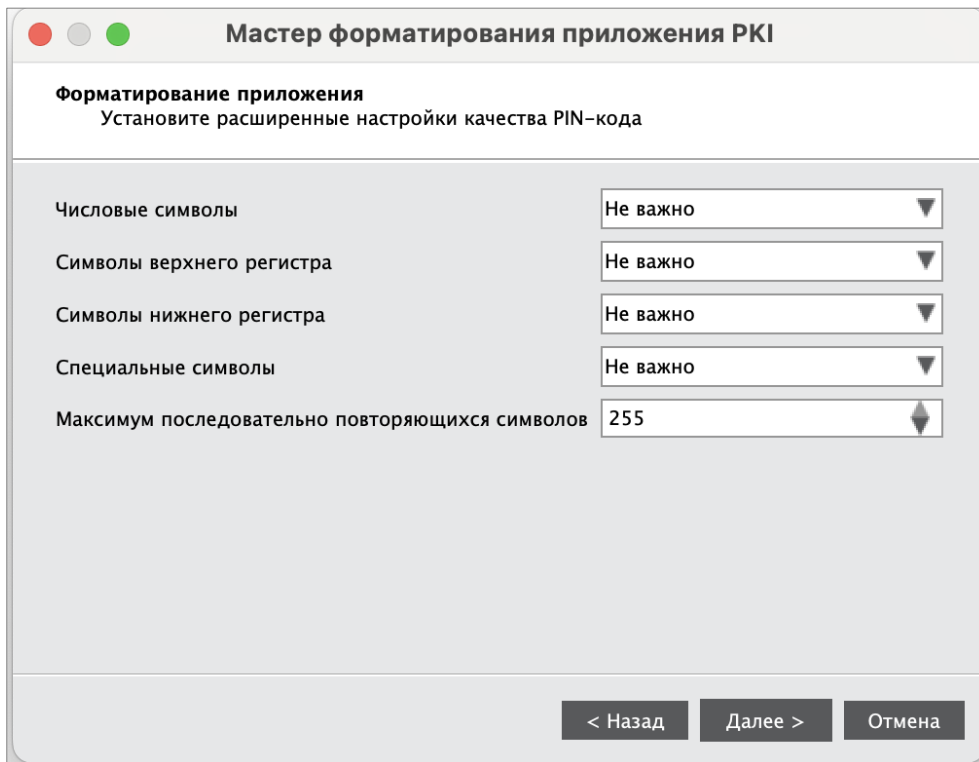 Мастер форматирования приложения PKI
Форматирование приложения
Установите расширенные настройки качества PIN-кода
Числовые символы Не важно
Символы верхнего регистра Не важно
Символы нижнего регистра Не важно
Специальные символы Не важно
Максимум последовательно повторяющихся символов 255
< Назад Далее > Отмена